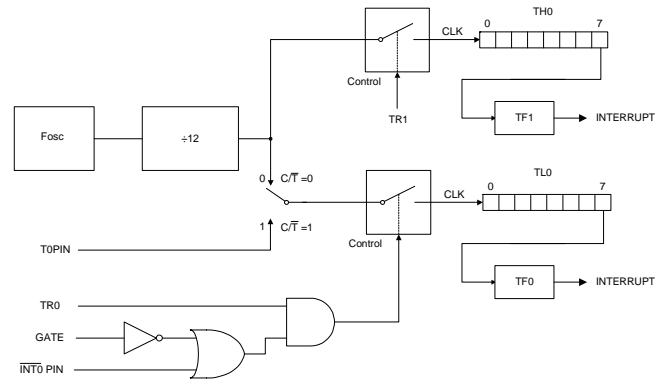 TH0
0 7
CLK
Control
TR1
TF1 INTERRUPT
Fosc ÷12
0 C/T̅ =0
TL0
0 7
CLK
1 C/T̅ =1
Control
T0PIN
TF0 INTERRUPT
TR0
GATE
I̅N̅T̅0̅ PIN